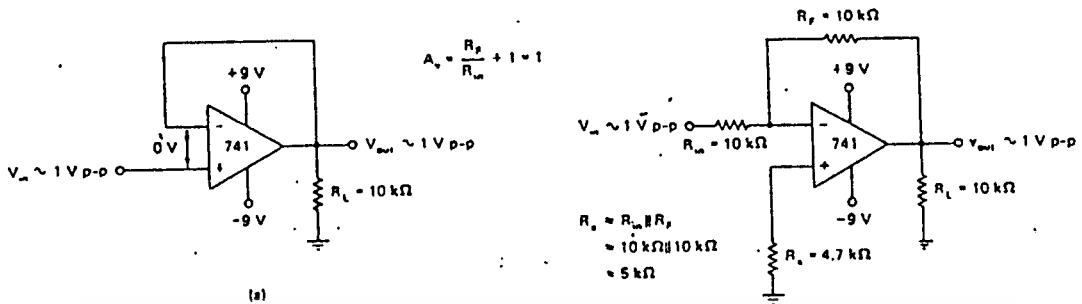 A_v = R_F / R_in + 1 = 1
+9 V
0 V
−
741
V_in ~ 1 V p-p
V_out ~ 1 V p-p
R_L = 10 kΩ
−9 V
(a)
R_F = 10 kΩ
+9 V
V_in ~ 1 V p-p
R_in = 10 kΩ
−
741
+
V_out ~ 1 V p-p
R_L = 10 kΩ
−9 V
R_s ≈ R_in||R_F
≈ 10 kΩ||10 kΩ
≈ 5 kΩ
R_s = 4.7 kΩ